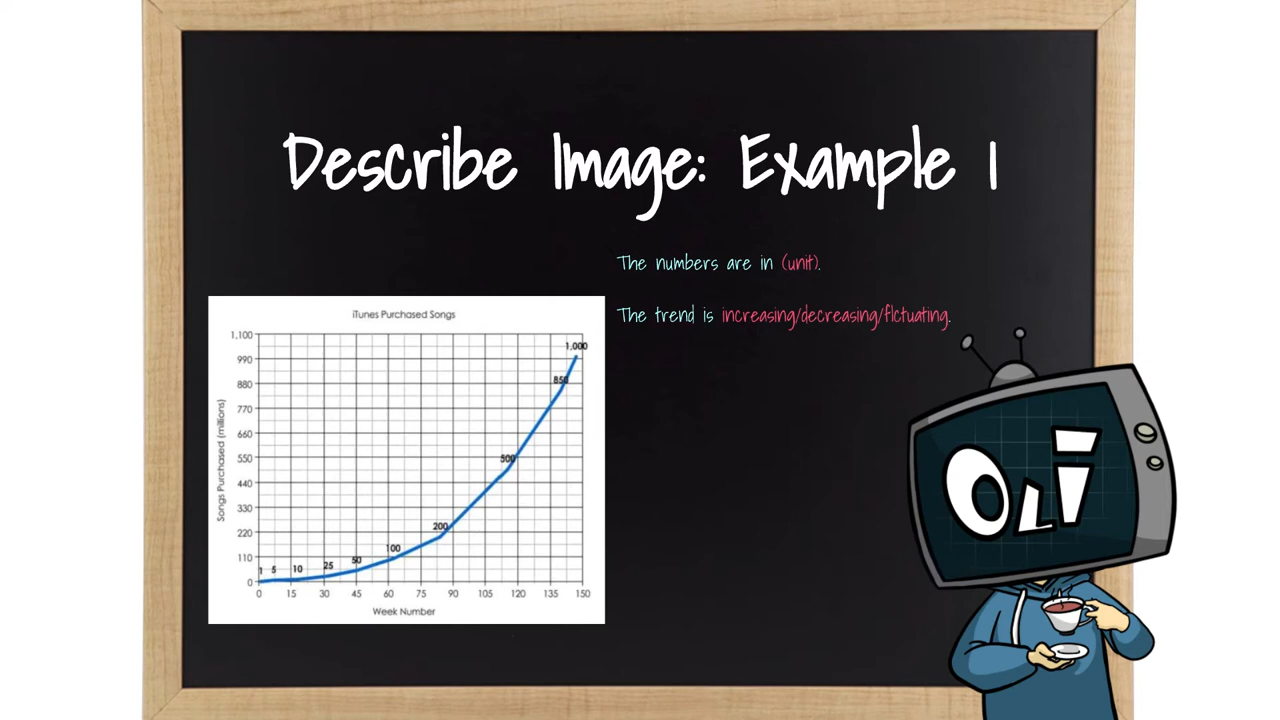 Describe Image: Example 1
The numbers are in (unit).
The trend is increasing/decreasing/flctuating.
iTunes Purchased Songs
Songs Purchased (millions)
1,100
990
880
770
660
550
440
330
220
110
0
1 5 10 25 50 100 200 500 850 1,000
0 15 30 45 60 75 90 105 120 135 150
Week Number
OLI